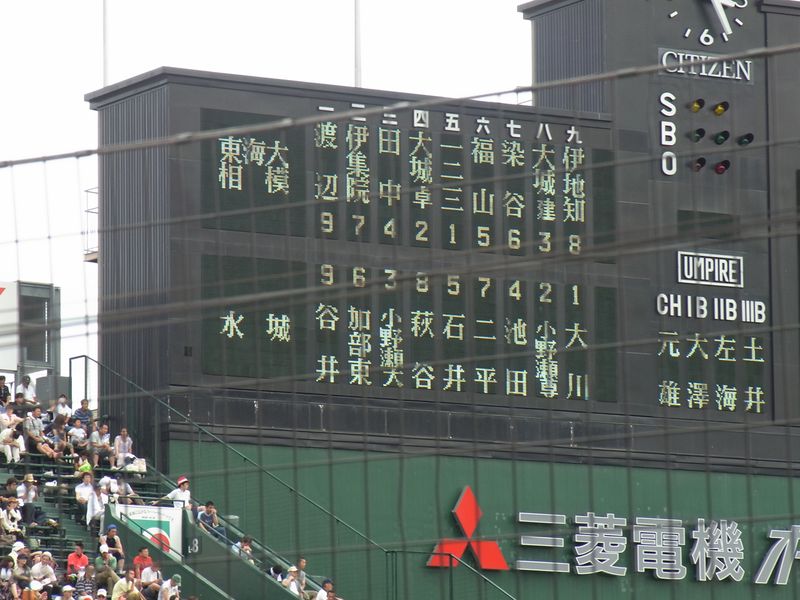 6
CITIZEN
S
B
O
一 二 三 四 五 六 七 八 九
東海大相模 渡辺 伊集院 田中 大城卓 一二三 福山 染谷 大城建 伊地知
9 7 4 2 1 5 6 3 8
9 6 3 8 5 7 4 2 1
水城 谷井 加部東 小野瀬大 萩谷 石井 二平 池田 小野瀬尊 大川
UMPIRE
CH IB IIB IIIB
元雄 大澤 左海 土井
三菱電機 オ